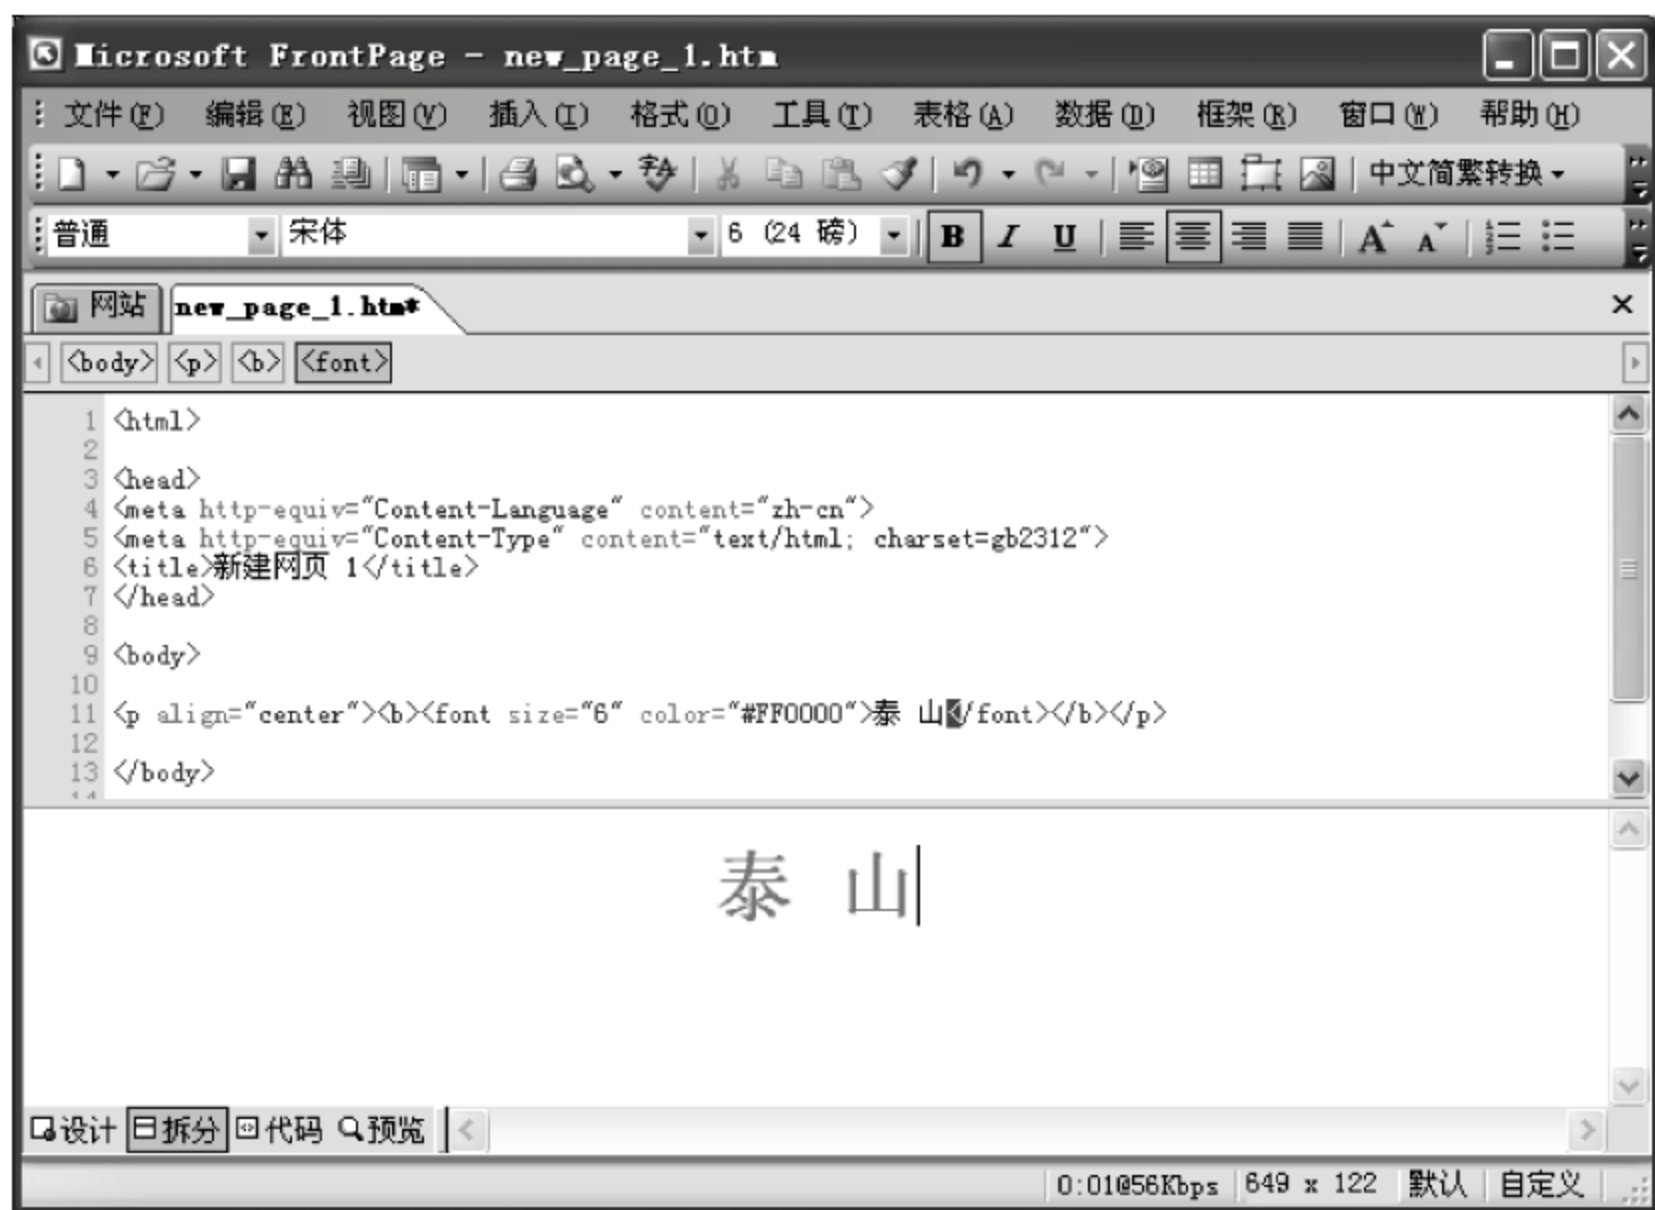 Microsoft FrontPage - new_page_1.htm
文件(F) 编辑(E) 视图(V) 插入(I) 格式(O) 工具(T) 表格(A) 数据(D) 框架(R) 窗口(W) 帮助(H)
中文简繁转换
普通 宋体 6 (24 磅) B I U A A
网站 new_page_1.htm*
<body> <p> <b> <font>
1 <html>
2
3 <head>
4 <meta http-equiv="Content-Language" content="zh-cn">
5 <meta http-equiv="Content-Type" content="text/html; charset=gb2312">
6 <title>新建网页 1</title>
7 </head>
8
9 <body>
10
11 <p align="center"><b><font size="6" color="#FF0000">泰 山</font></b></p>
12
13 </body>
14
泰 山
设计 拆分 代码 预览
0:01@56Kbps 649 x 122 默认 自定义